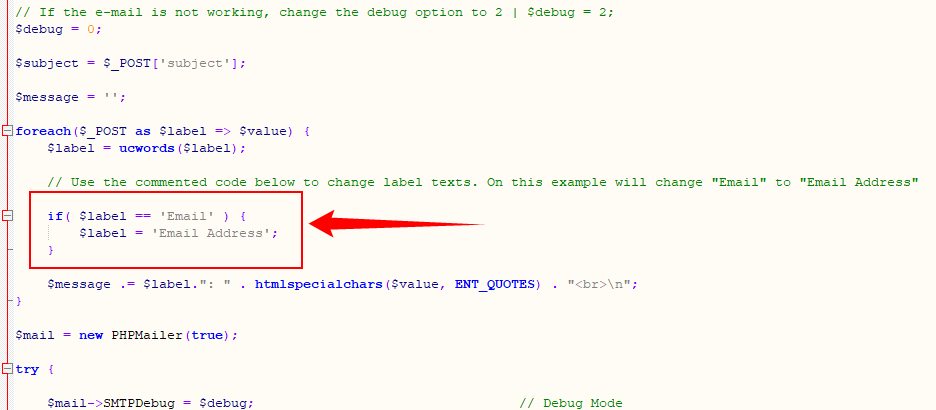 // If the e-mail is not working, change the debug option to 2 | $debug = 2;
$debug = 0;
$subject = $_POST['subject'];
$message = '';
foreach($_POST as $label => $value) {
$label = ucwords($label);
// Use the commented code below to change label texts. On this example will change "Email" to "Email Address"
if( $label == 'Email' ) {
$label = 'Email Address';
}
$message .= $label.": " . htmlspecialchars($value, ENT_QUOTES) . "<br>\n";
}
$mail = new PHPMailer(true);
try {
$mail->SMTPDebug = $debug; // Debug Mode